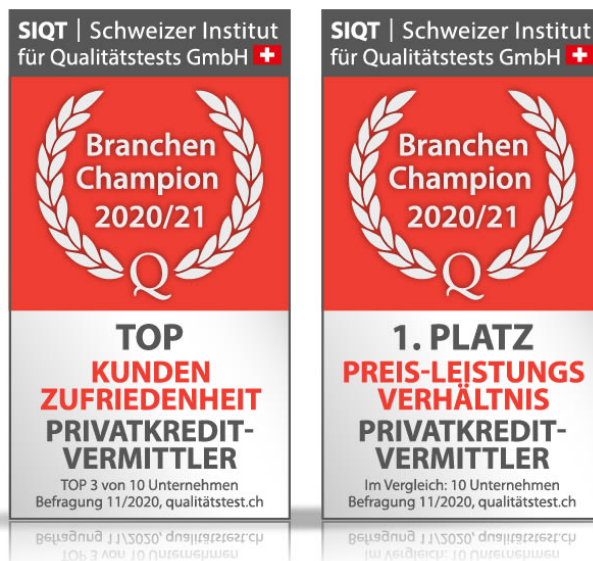 SIQT | Schweizer Institut
für Qualitätstests GmbH
Branchen
Champion
2020/21
Q
TOP
KUNDEN
ZUFRIEDENHEIT
PRIVATKREDIT-
VERMITTLER
TOP 3 von 10 Unternehmen
Befragung 11/2020, qualitätstest.ch
SIQT | Schweizer Institut
für Qualitätstests GmbH
Branchen
Champion
2020/21
Q
1. PLATZ
PREIS-LEISTUNGS
VERHÄLTNIS
PRIVATKREDIT-
VERMITTLER
Im Vergleich: 10 Unternehmen
Befragung 11/2020, qualitätstest.ch